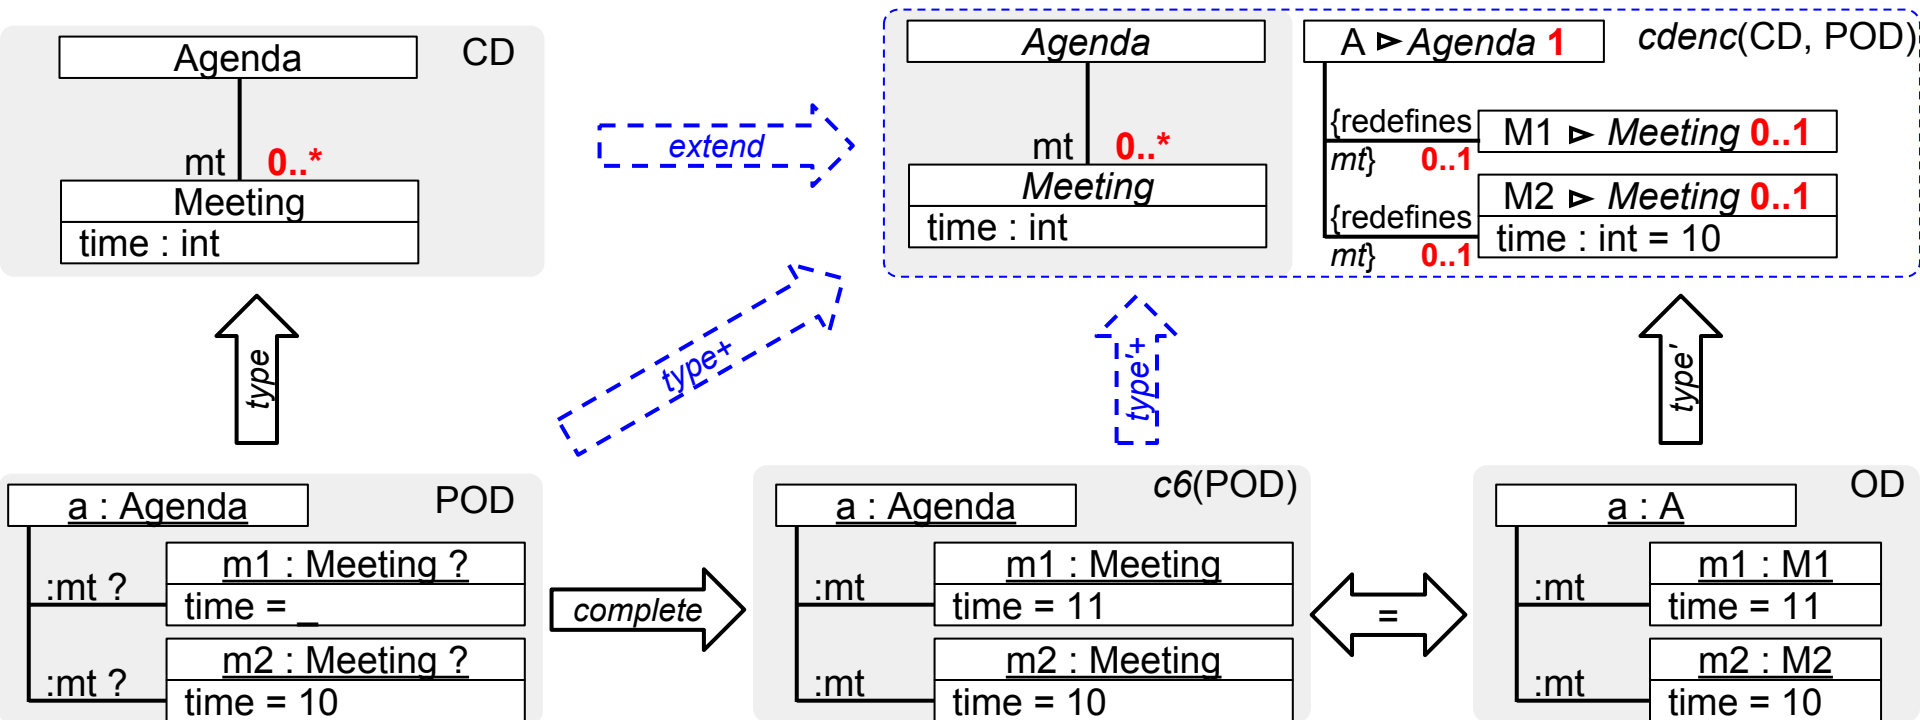 CD
Agenda
mt 0..*
Meeting
time : int
extend
cdenc(CD, POD)
Agenda
mt 0..*
Meeting
time : int
A ▻ Agenda 1
{redefines
mt} 0..1
M1 ▻ Meeting 0..1
{redefines
mt} 0..1
M2 ▻ Meeting 0..1
time : int = 10
type
type+
type'+
type'
POD
a : Agenda
:mt ?
m1 : Meeting ?
time = _
:mt ?
m2 : Meeting ?
time = 10
complete
c6(POD)
a : Agenda
:mt
m1 : Meeting
time = 11
:mt
m2 : Meeting
time = 10
=
OD
a : A
:mt
m1 : M1
time = 11
:mt
m2 : M2
time = 10